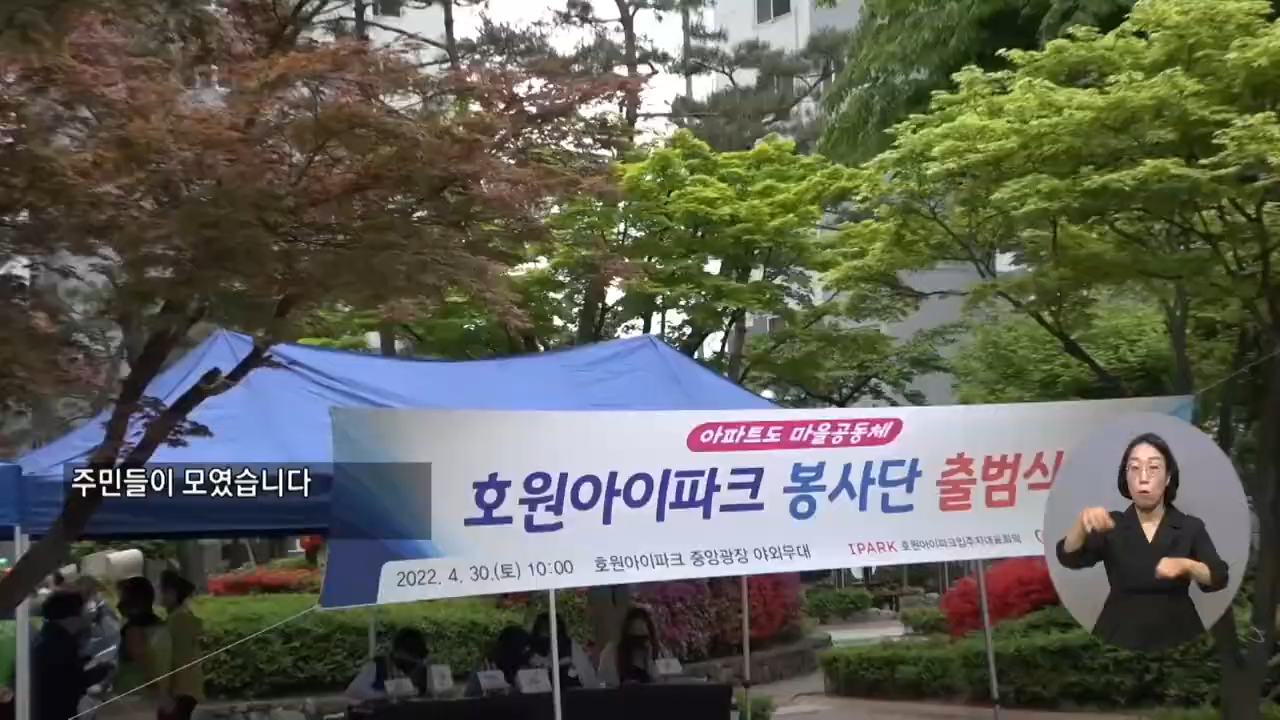 아파트도 마을공동체
호원아이파크 봉사단 출범식
주민들이 모였습니다
2022. 4. 30.(토) 10:00 호원아이파크 중앙광장 야외무대
IPARK 호원아이파크입주자대표회의